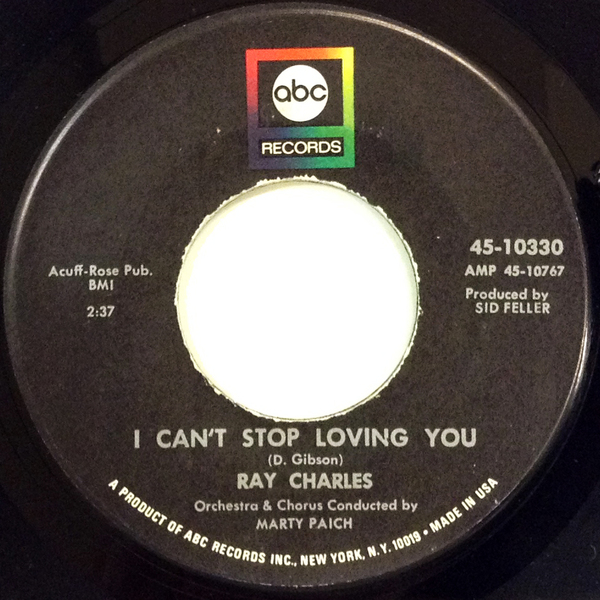 abc
RECORDS
45-10330
AMP 45-10767
Produced by
SID FELLER
Acuff-Rose Pub.
BMI
2:37
I CAN'T STOP LOVING YOU
(D. Gibson)
RAY CHARLES
Orchestra & Chorus Conducted by
MARTY PAICH
A PRODUCT OF ABC RECORDS INC., NEW YORK, N.Y. 10019 • MADE IN USA